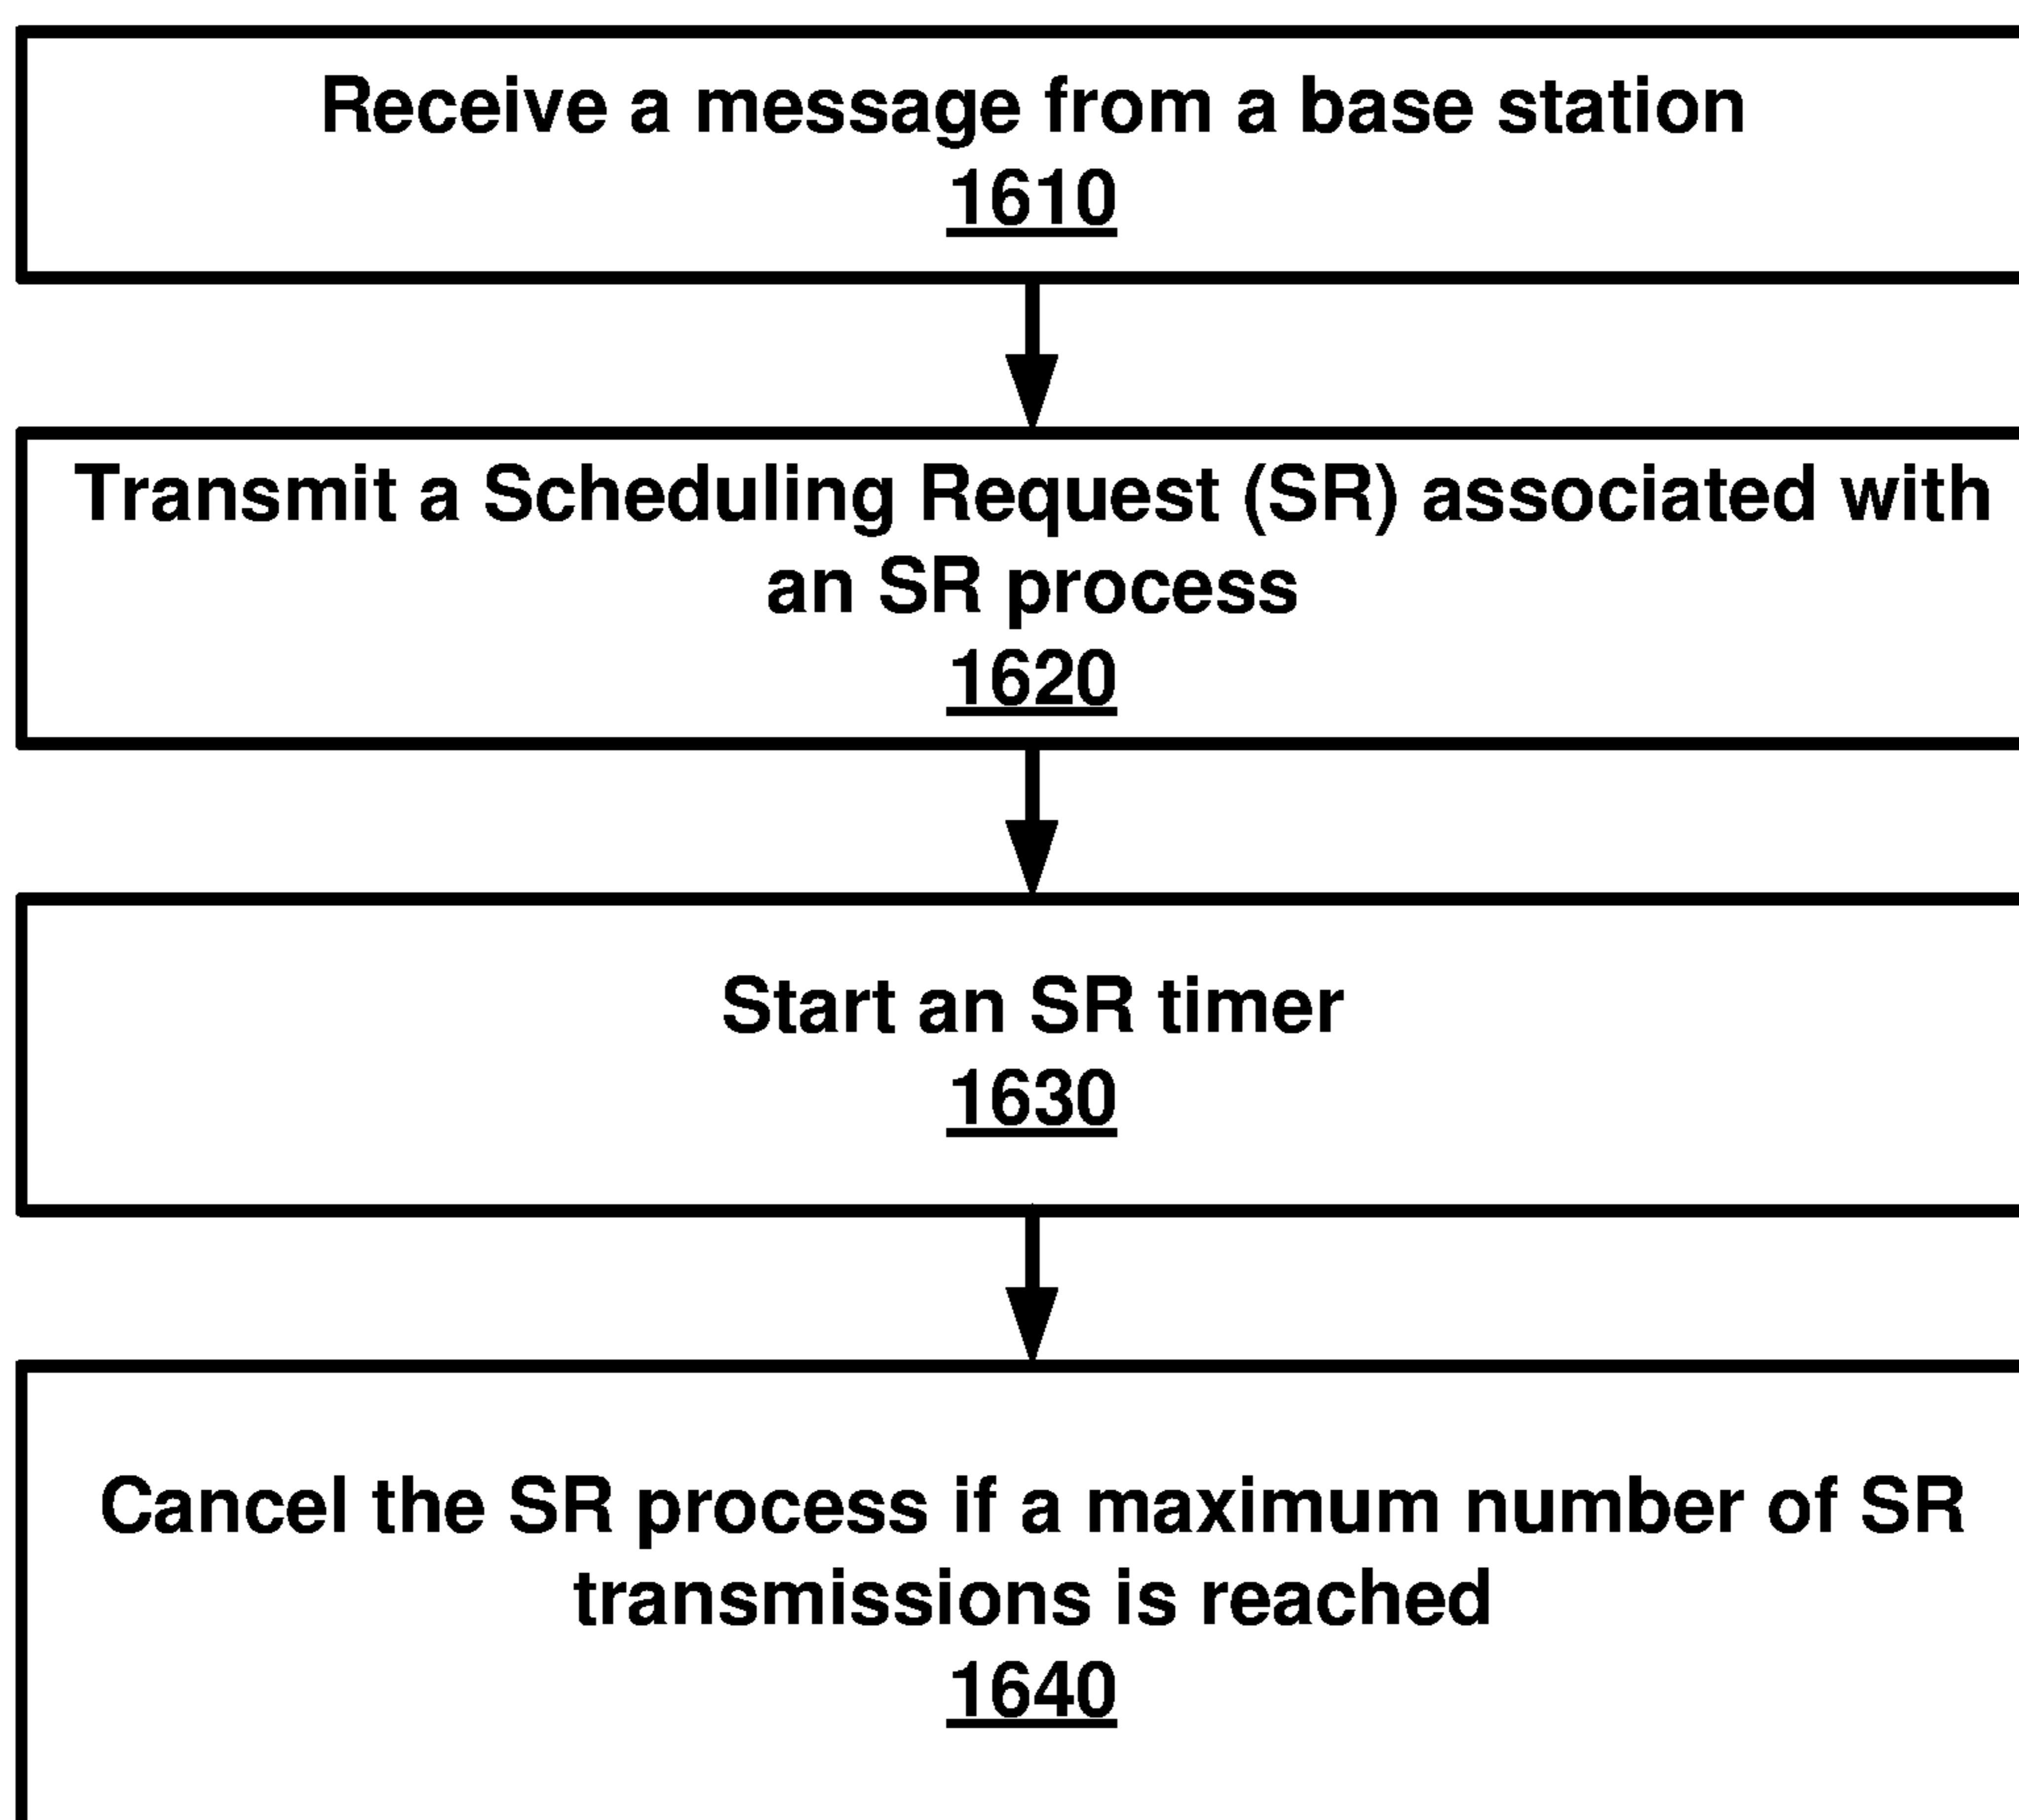 Receive a message from a base station
1610
Transmit a Scheduling Request (SR) associated with
an SR process
1620
Start an SR timer
1630
Cancel the SR process if a maximum number of SR
transmissions is reached
1640